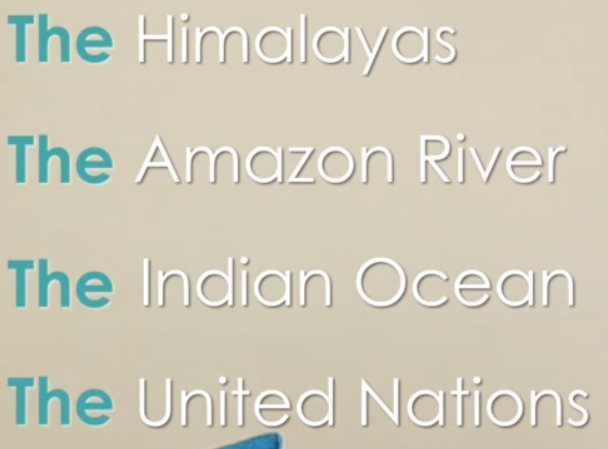 The Himalayas
The Amazon River
The Indian Ocean
The United Nations